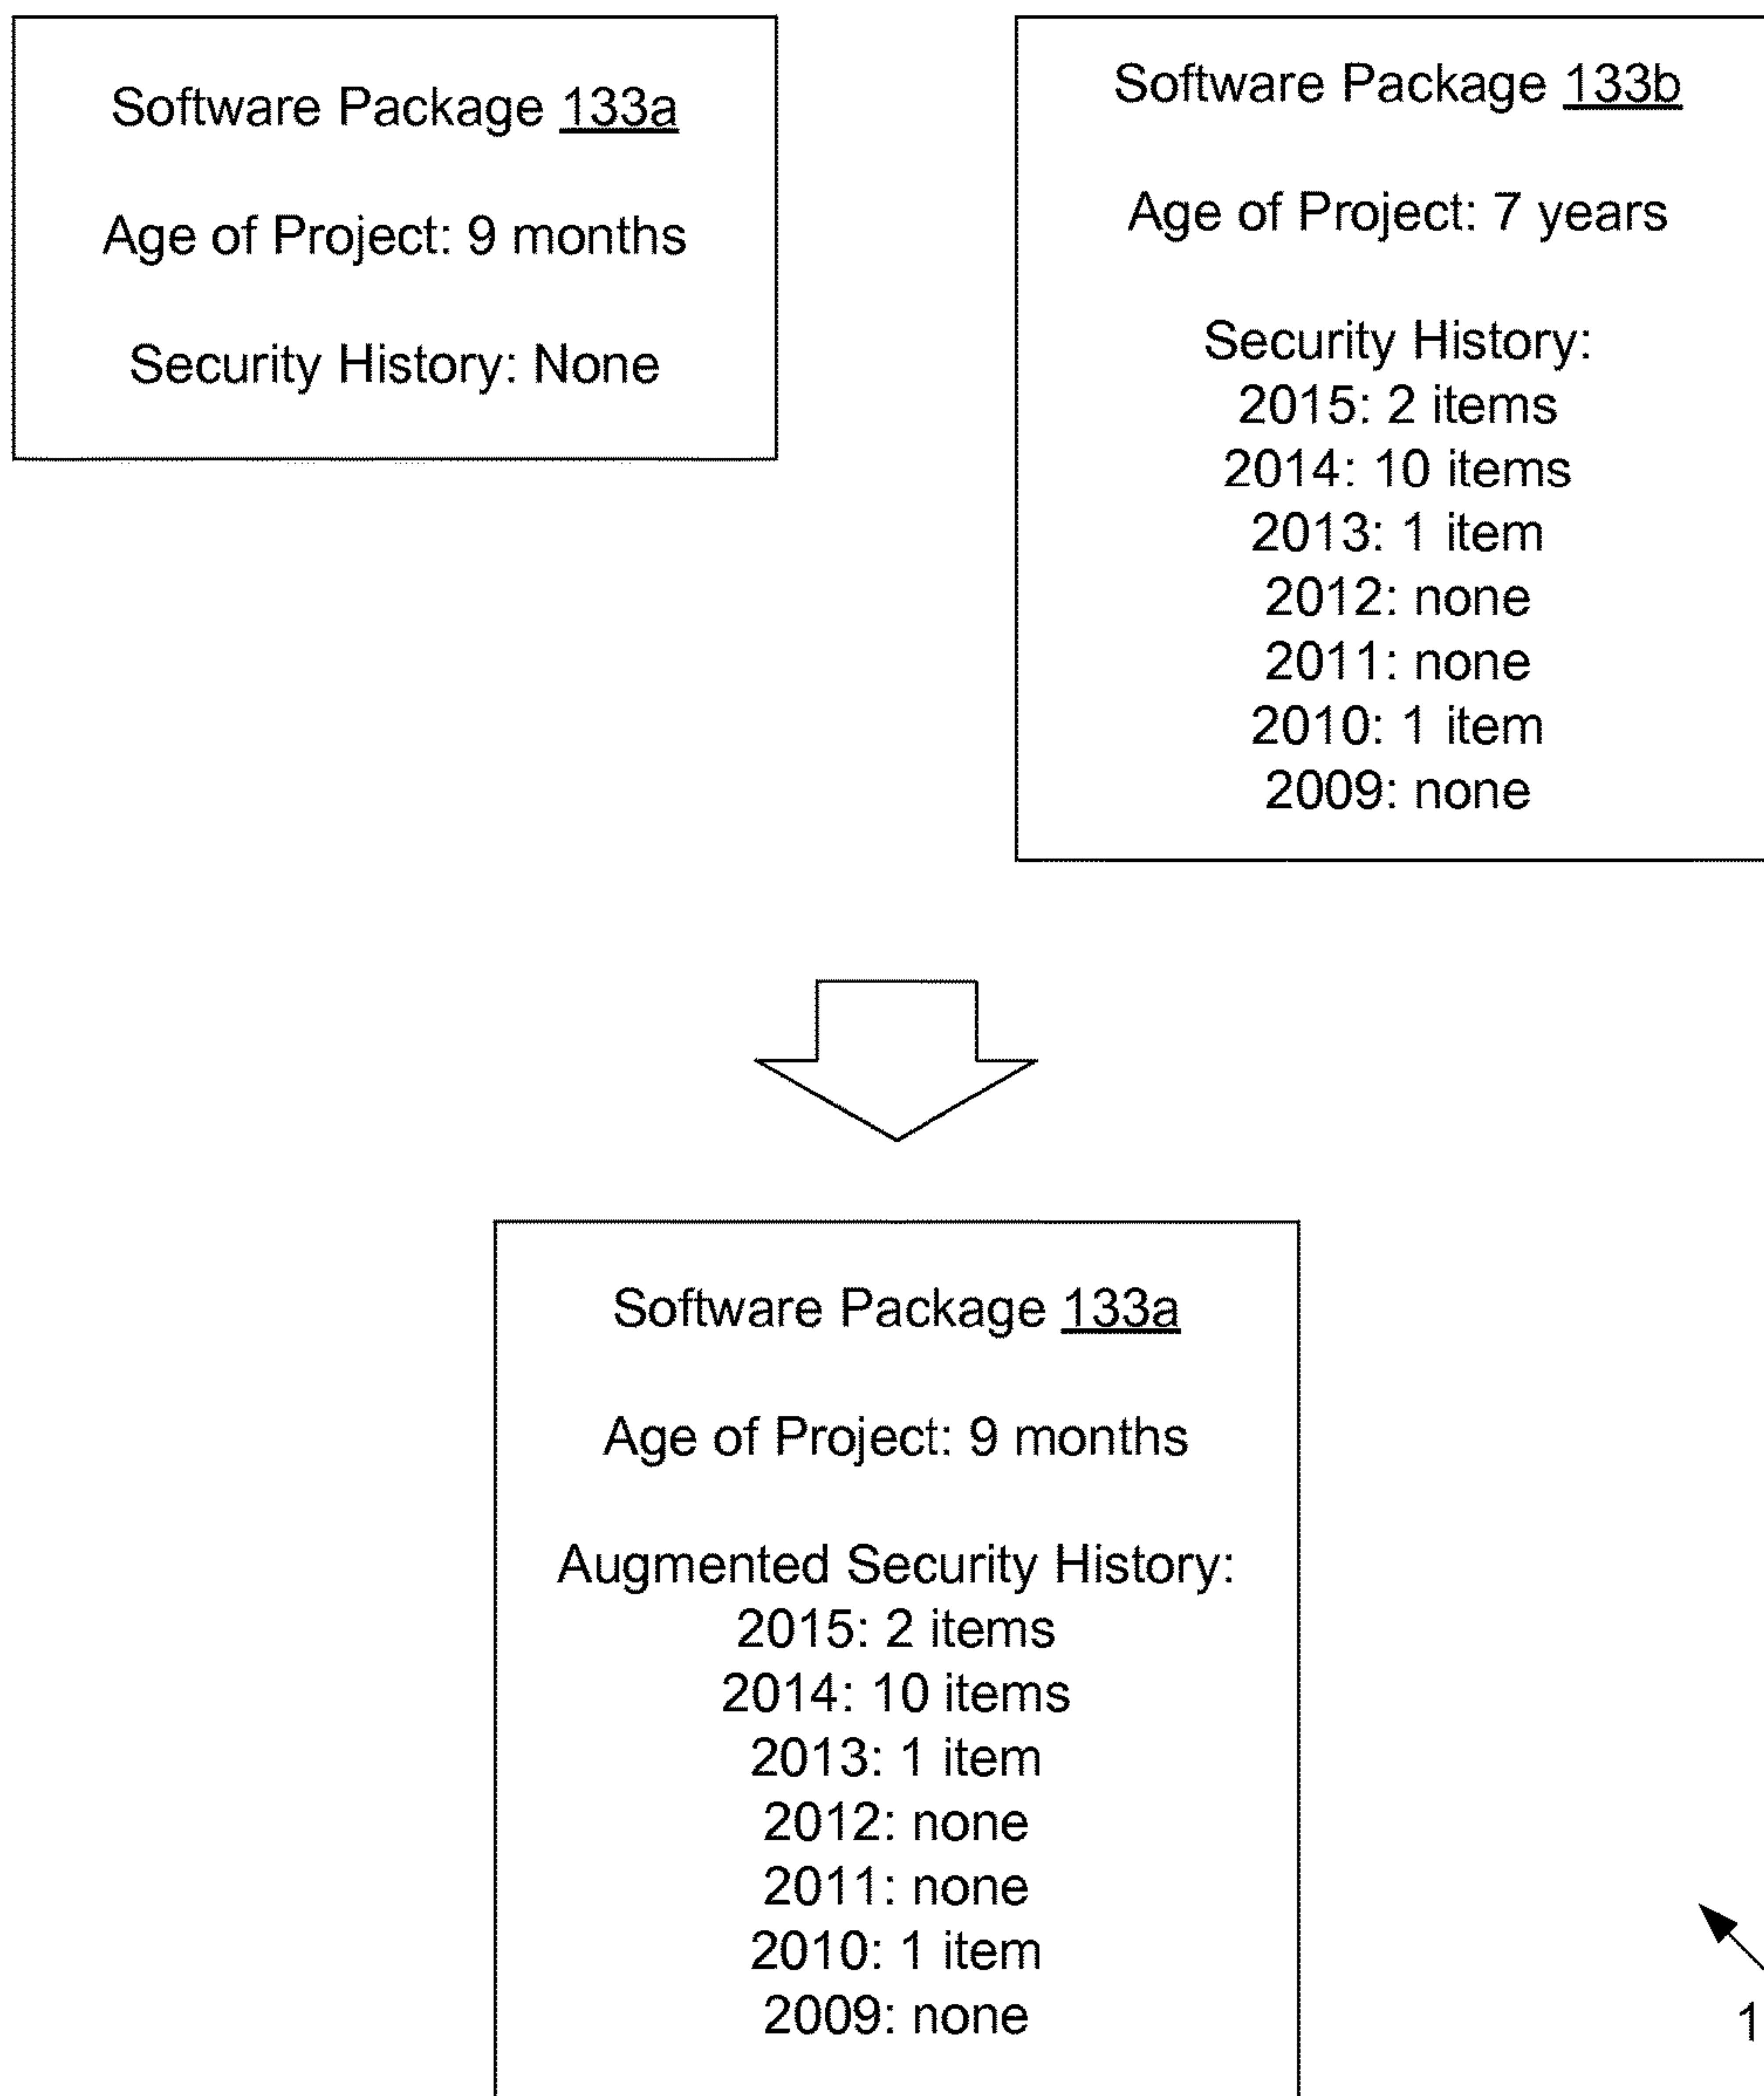 Software Package 133a
Age of Project: 9 months
Security History: None
Software Package 133b
Age of Project: 7 years
Security History:
2015: 2 items
2014: 10 items
2013: 1 item
2012: none
2011: none
2010: 1 item
2009: none
Software Package 133a
Age of Project: 9 months
Augmented Security History:
2015: 2 items
2014: 10 items
2013: 1 item
2012: none
2011: none
2010: 1 item
2009: none
1